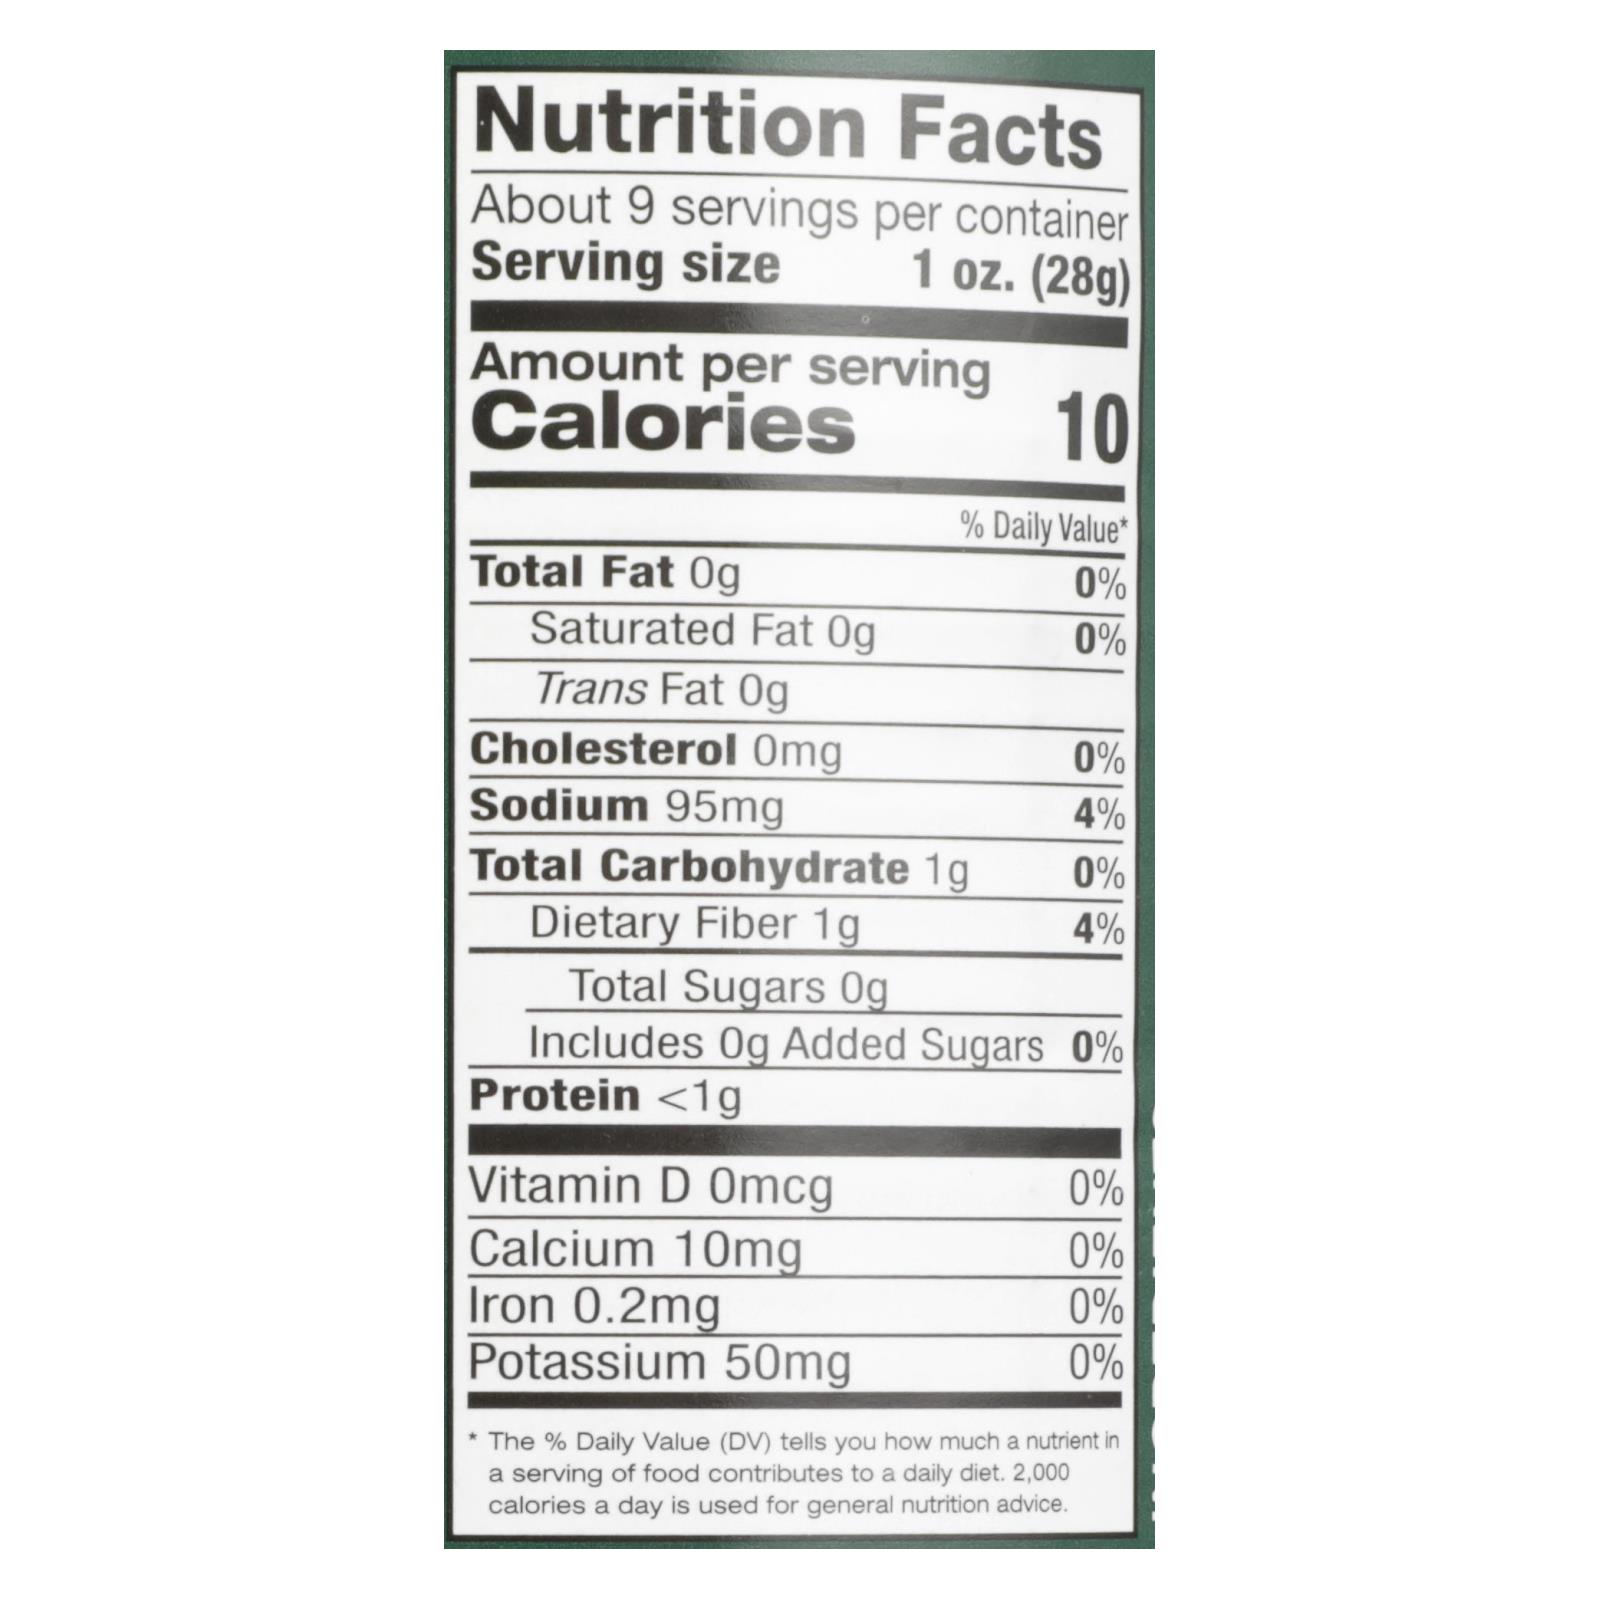 Nutrition Facts
About 9 servings per container
Serving size 1 oz. (28g)
Amount per serving
Calories 10
% Daily Value*
Total Fat 0g 0%
Saturated Fat 0g 0%
Trans Fat 0g
Cholesterol 0mg 0%
Sodium 95mg 4%
Total Carbohydrate 1g 0%
Dietary Fiber 1g 4%
Total Sugars 0g
Includes 0g Added Sugars 0%
Protein <1g
Vitamin D 0mcg 0%
Calcium 10mg 0%
Iron 0.2mg 0%
Potassium 50mg 0%
* The % Daily Value (DV) tells you how much a nutrient in
a serving of food contributes to a daily diet. 2,000
calories a day is used for general nutrition advice.